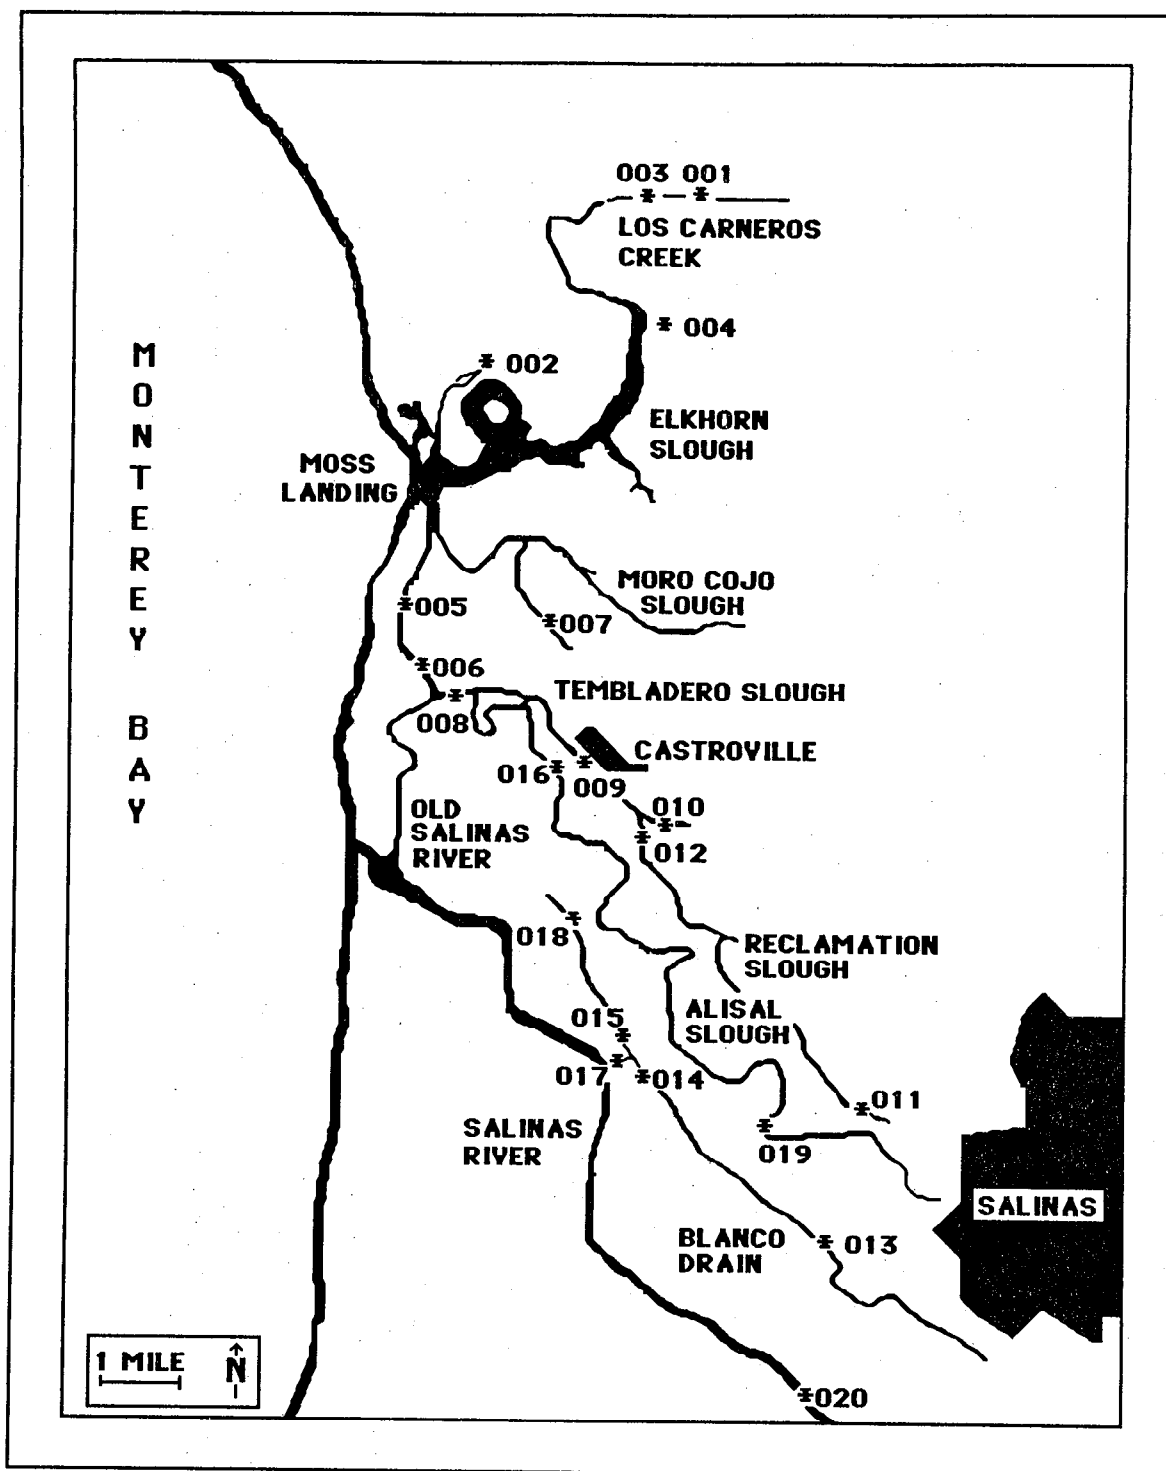 003 001
LOS CARNEROS
CREEK
004
002
ELKHORN
SLOUGH
MOSS
LANDING
MONTEREY BAY
MORO COJO
SLOUGH
005
007
006
TEMBLADERO SLOUGH
008
CASTROVILLE
016
009
010
OLD
SALINAS
RIVER
012
018
RECLAMATION
SLOUGH
015
ALISAL
SLOUGH
017
014
011
SALINAS
RIVER
019
SALINAS
BLANCO
DRAIN
013
1 MILE
N
020